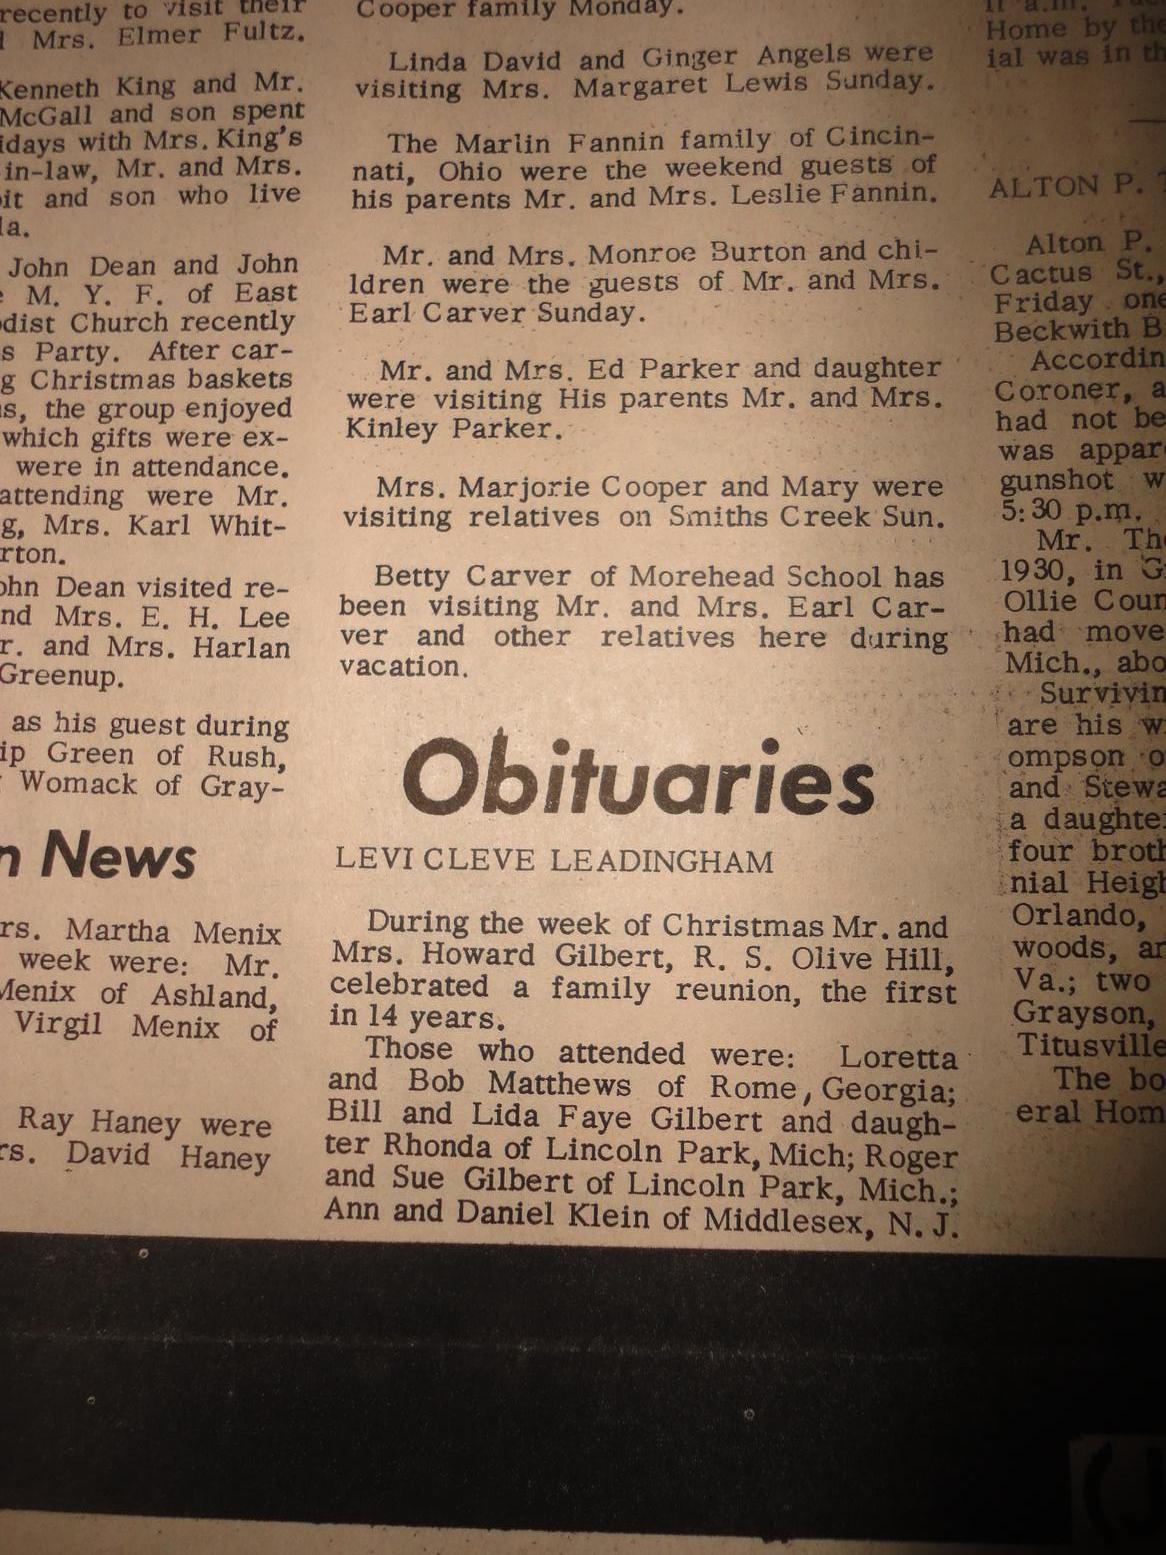 recently to visit their
Mrs. Elmer Fultz.
Kenneth King and Mr.
McGall and son spent
idays with Mrs. King's
in-law, Mr. and Mrs.
it and son who live
la.
John Dean and John
M. Y. F. of East
dist Church recently
s Party. After car-
g Christmas baskets
s, the group enjoyed
which gifts were ex-
were in attendance.
attending were Mr.
g, Mrs. Karl Whit-
rton.
ohn Dean visited re-
nd Mrs. E. H. Lee
r. and Mrs. Harlan
Greenup.
as his guest during
ip Green of Rush,
Womack of Gray-
n News
rs. Martha Menix
week were: Mr.
Menix of Ashland,
Virgil Menix of
Ray Haney were
rs. David Haney
Cooper family Monday.
Linda David and Ginger Angels were
visiting Mrs. Margaret Lewis Sunday.
The Marlin Fannin family of Cincin-
nati, Ohio were the weekend guests of
his parents Mr. and Mrs. Leslie Fannin.
Mr. and Mrs. Monroe Burton and chi-
ldren were the guests of Mr. and Mrs.
Earl Carver Sunday.
Mr. and Mrs. Ed Parker and daughter
were visiting His parents Mr. and Mrs.
Kinley Parker.
Mrs. Marjorie Cooper and Mary were
visiting relatives on Smiths Creek Sun.
Betty Carver of Morehead School has
been visiting Mr. and Mrs. Earl Car-
ver and other relatives here during
vacation.
Obituaries
LEVI CLEVE LEADINGHAM
During the week of Christmas Mr. and
Mrs. Howard Gilbert, R. S. Olive Hill,
celebrated a family reunion, the first
in 14 years.
Those who attended were: Loretta
and Bob Matthews of Rome, Georgia;
Bill and Lida Faye Gilbert and daugh-
ter Rhonda of Lincoln Park, Mich; Roger
and Sue Gilbert of Lincoln Park, Mich.;
Ann and Daniel Klein of Middlesex, N. J.
11 a.m.
Home by the
ial was in th
ALTON P.
Alton P.
Cactus St.,
Friday one
Beckwith B
Accordin
Coroner, a
had not be
was appar
gunshot w
5:30 p.m.
Mr. Th
1930, in G
Ollie Coun
had move
Mich., abo
Survivin
are his w
ompson o
and Stewa
a daughte
four broth
nial Heigh
Orlando,
woods, an
Va.; two
Grayson,
Titusville
The bo
eral Hom